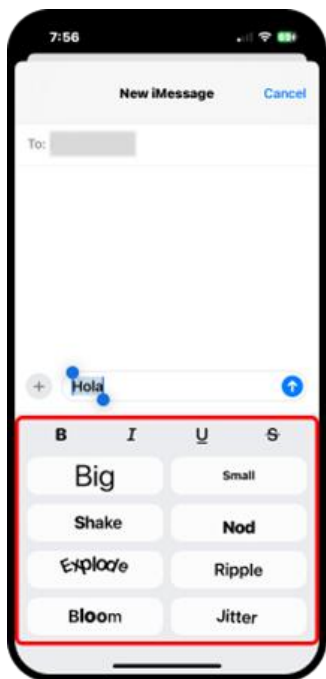 7:56
New iMessage Cancel
To:
Hola
B I U S
Big Small
Shake Nod
Explode Ripple
Bloom Jitter